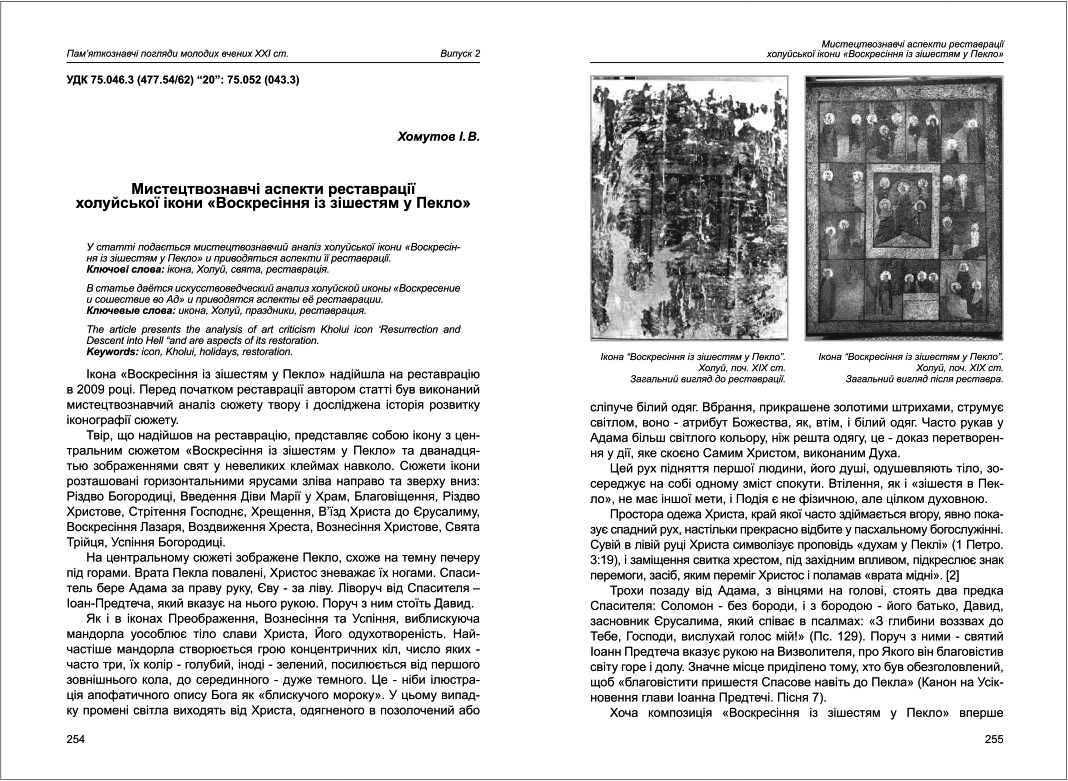 Пам’яткознавчі погляди молодих вчених XXI ст.
Випуск 2
УДК 75.046.3 (477.54/62) “20”: 75.052 (043.3)
Хомутов І. В.
Мистецтвознавчі аспекти реставрації
холуйської ікони «Воскресіння із зішестям у Пекло»
У статті подається мистецтвознавчий аналіз холуйської ікони «Воскресін-
ня із зішестям у Пекло» и приводяться аспекти її реставрації.
Ключові слова: ікона, Холуй, свята, реставрація.
В статье даётся искусствоведческий анализ холуйской иконы «Воскресение
и сошествие во Ад» и приводятся аспекты её реставрации.
Ключевые слова: икона, Холуй, праздники, реставрация.
The article presents the analysis of art criticism Kholui icon ‘Resurrection and
Descent into Hell “and are aspects of its restoration.
Keywords: icon, Kholui, holidays, restoration.
Ікона «Воскресіння із зішестям у Пекло» надійшла на реставрацію
в 2009 році. Перед початком реставрації автором статті був виконаний
мистецтвознавчий аналіз сюжету твору і досліджена історія розвитку
іконографії сюжету.
Твір, що надійшов на реставрацію, представляє собою ікону з цен-
тральним сюжетом «Воскресіння із зішестям у Пекло» та дванадця-
тью зображеннями свят у невеликих клеймах навколо. Сюжети ікони
розташовані горизонтальними ярусами зліва направо та зверху вниз:
Різдво Богородиці, Введення Діви Марії у Храм, Благовіщення, Різдво
Христове, Стрітення Господнє, Хрещення, В’їзд Христа до Єрусалиму,
Воскресіння Лазаря, Воздвиження Хреста, Вознесіння Христове, Свята
Трійця, Успіння Богородиці.
На центральному сюжеті зображене Пекло, схоже на темну печеру
під горами. Врата Пекла повалені, Христос зневажає їх ногами. Спаси-
тель бере Адама за праву руку, Єву - за ліву. Ліворуч від Спасителя –
Іоан-Предтеча, який вказує на нього рукою. Поруч з ним стоїть Давид.
Як і в іконах Преображення, Вознесіння та Успіння, виблискуюча
мандорла уособлює тіло слави Христа, Його одухотвореність. Най-
частіше мандорла створюється грою концентричних кіл, число яких -
часто три, їх колір - голубий, іноді - зелений, посилюється від першого
зовнішнього кола, до серединного - дуже темного. Це - ніби ілюстра-
ція апофатичного опису Бога як «блискучого мороку». У цьому випад-
ку промені світла виходять від Христа, одягненого в позолочений або
254
Мистецтвознавчі аспекти реставрації
холуйської ікони «Воскресіння із зішестям у Пекло»
Ікона “Воскресіння із зішестям у Пекло”.
Холуй, поч. XIX ст.
Загальний вигляд до реставрації.
Ікона “Воскресіння із зішестям у Пекло”.
Холуй, поч. XIX ст.
Загальний вигляд після реставра.
сліпуче білий одяг. Вбрання, прикрашене золотими штрихами, струмує
світлом, воно - атрибут Божества, як, втім, і білий одяг. Часто рукав у
Адама більш світлого кольору, ніж решта одягу, це - доказ перетворен-
ня у дії, яке скоєно Самим Христом, виконаним Духа.
Цей рух підняття першої людини, його душі, одушевляють тіло, зо-
середжує на собі одному зміст спокути. Втілення, як і «зішестя в Пек-
ло», не має іншої мети, і Подія є не фізичною, але цілком духовною.
Простора одежа Христа, край якої часто здіймається вгору, явно пока-
зує спадний рух, настільки прекрасно відбите у пасхальному богослужінні.
Сувій в лівій руці Христа символізує проповідь «духам у Пеклі» (1 Петро.
3:19), і заміщення свитка хрестом, під західним впливом, підкреслює знак
перемоги, засіб, яким переміг Христос і поламав «врата мідні». [2]
Трохи позаду від Адама, з вінцями на голові, стоять два предка
Спасителя: Соломон - без бороди, і з бородою - його батько, Давид,
засновник Єрусалима, який співає в псалмах: «З глибини воззвах до
Тебе, Господи, вислухай голос мій!» (Пс. 129). Поруч з ними - святий
Іоанн Предтеча вказує рукою на Визволителя, про Якого він благовістив
світу горе і долу. Значне місце приділено тому, хто був обезголовлений,
щоб «благовістити пришестя Спасове навіть до Пекла» (Канон на Усік-
новення глави Іоанна Предтечі. Пісня 7).
Хоча композиція «Воскресіння із зішестям у Пекло» вперше
255